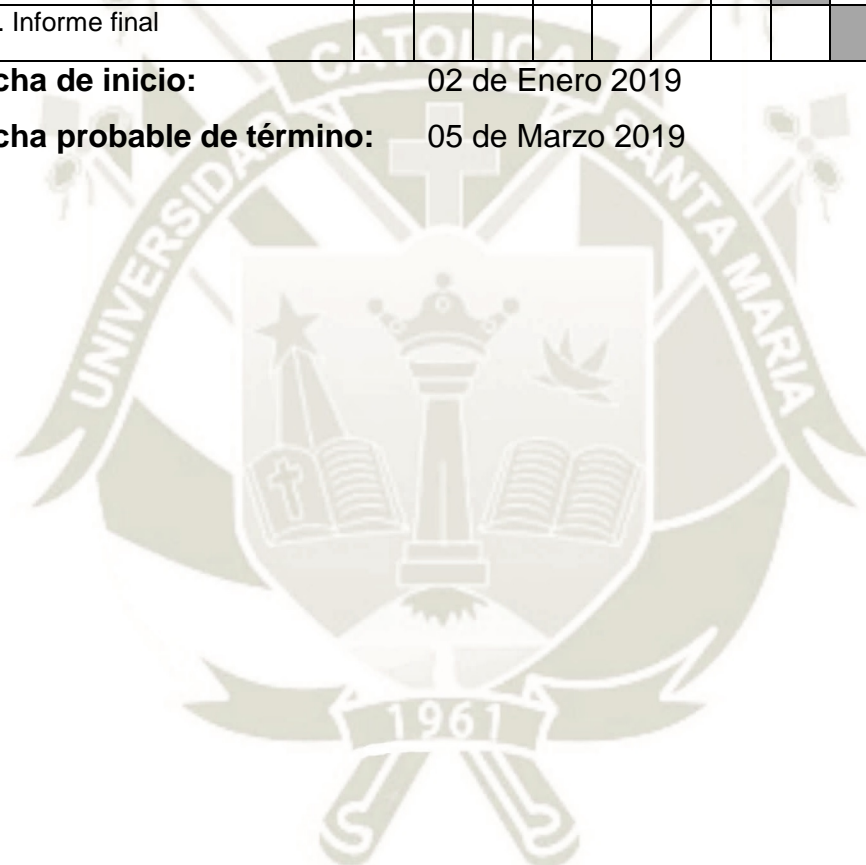 . Informe final
cha de inicio: 02 de Enero 2019
cha probable de término: 05 de Marzo 2019
UNIVERSIDAD CATOLICA SANTA MARIA
1961